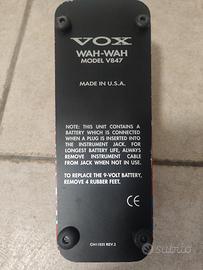 VOX
WAH-WAH
MODEL V847
MADE IN U.S.A.
NOTE: THIS UNIT CONTAINS A
BATTERY WHICH IS CONNECTED
WHEN A PLUG IS INSERTED INTO
THE INSTRUMENT JACK, FOR
LONGEST BATTERY LIFE, ALWAYS
REMOVE INSTRUMENT CABLE
FROM JACK WHEN NOT IN USE.
TO REPLACE THE 9-VOLT BATTERY,
REMOVE 4 RUBBER FEET.
CE
REV.2
subito